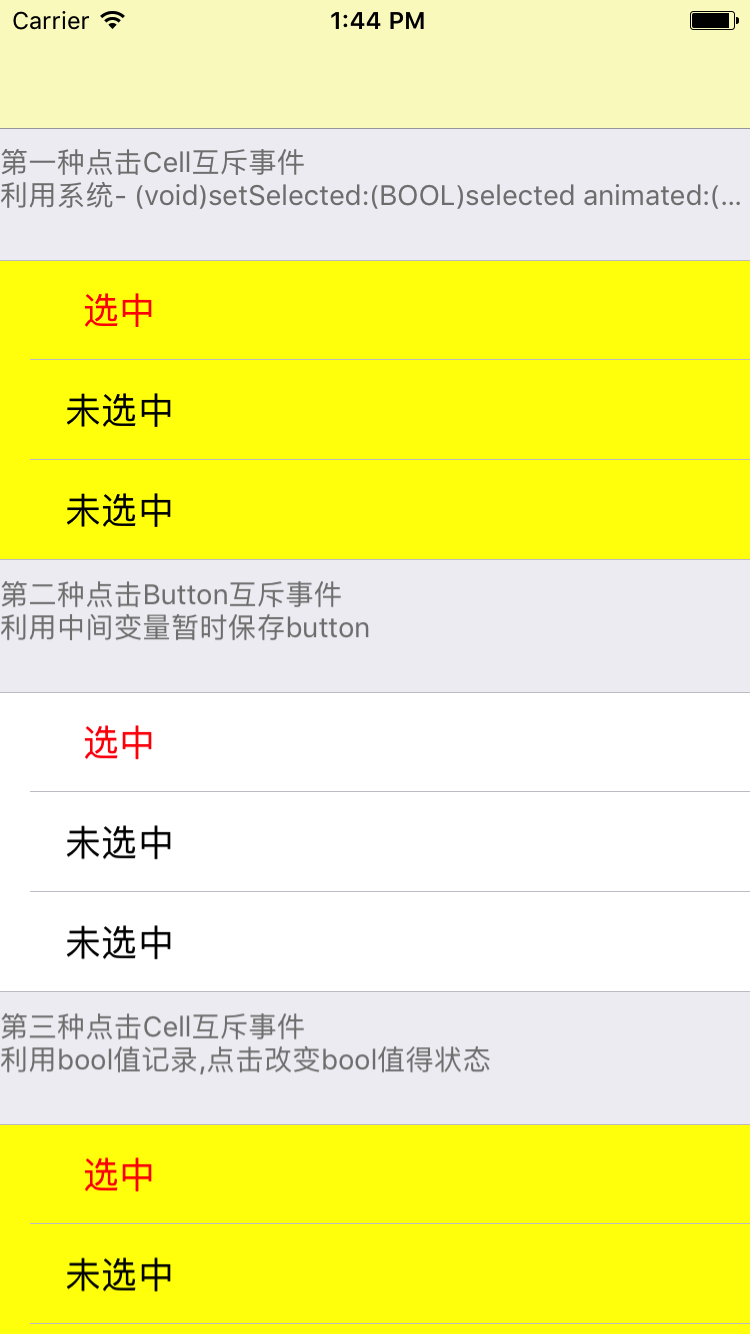 Carrier 1:44 PM
第一种点击Cell互斥事件
利用系统- (void)setSelected:(BOOL)selected animated:(...
选中
未选中
未选中
第二种点击Button互斥事件
利用中间变量暂时保存button
选中
未选中
未选中
第三种点击Cell互斥事件
利用bool值记录,点击改变bool值得状态
选中
未选中